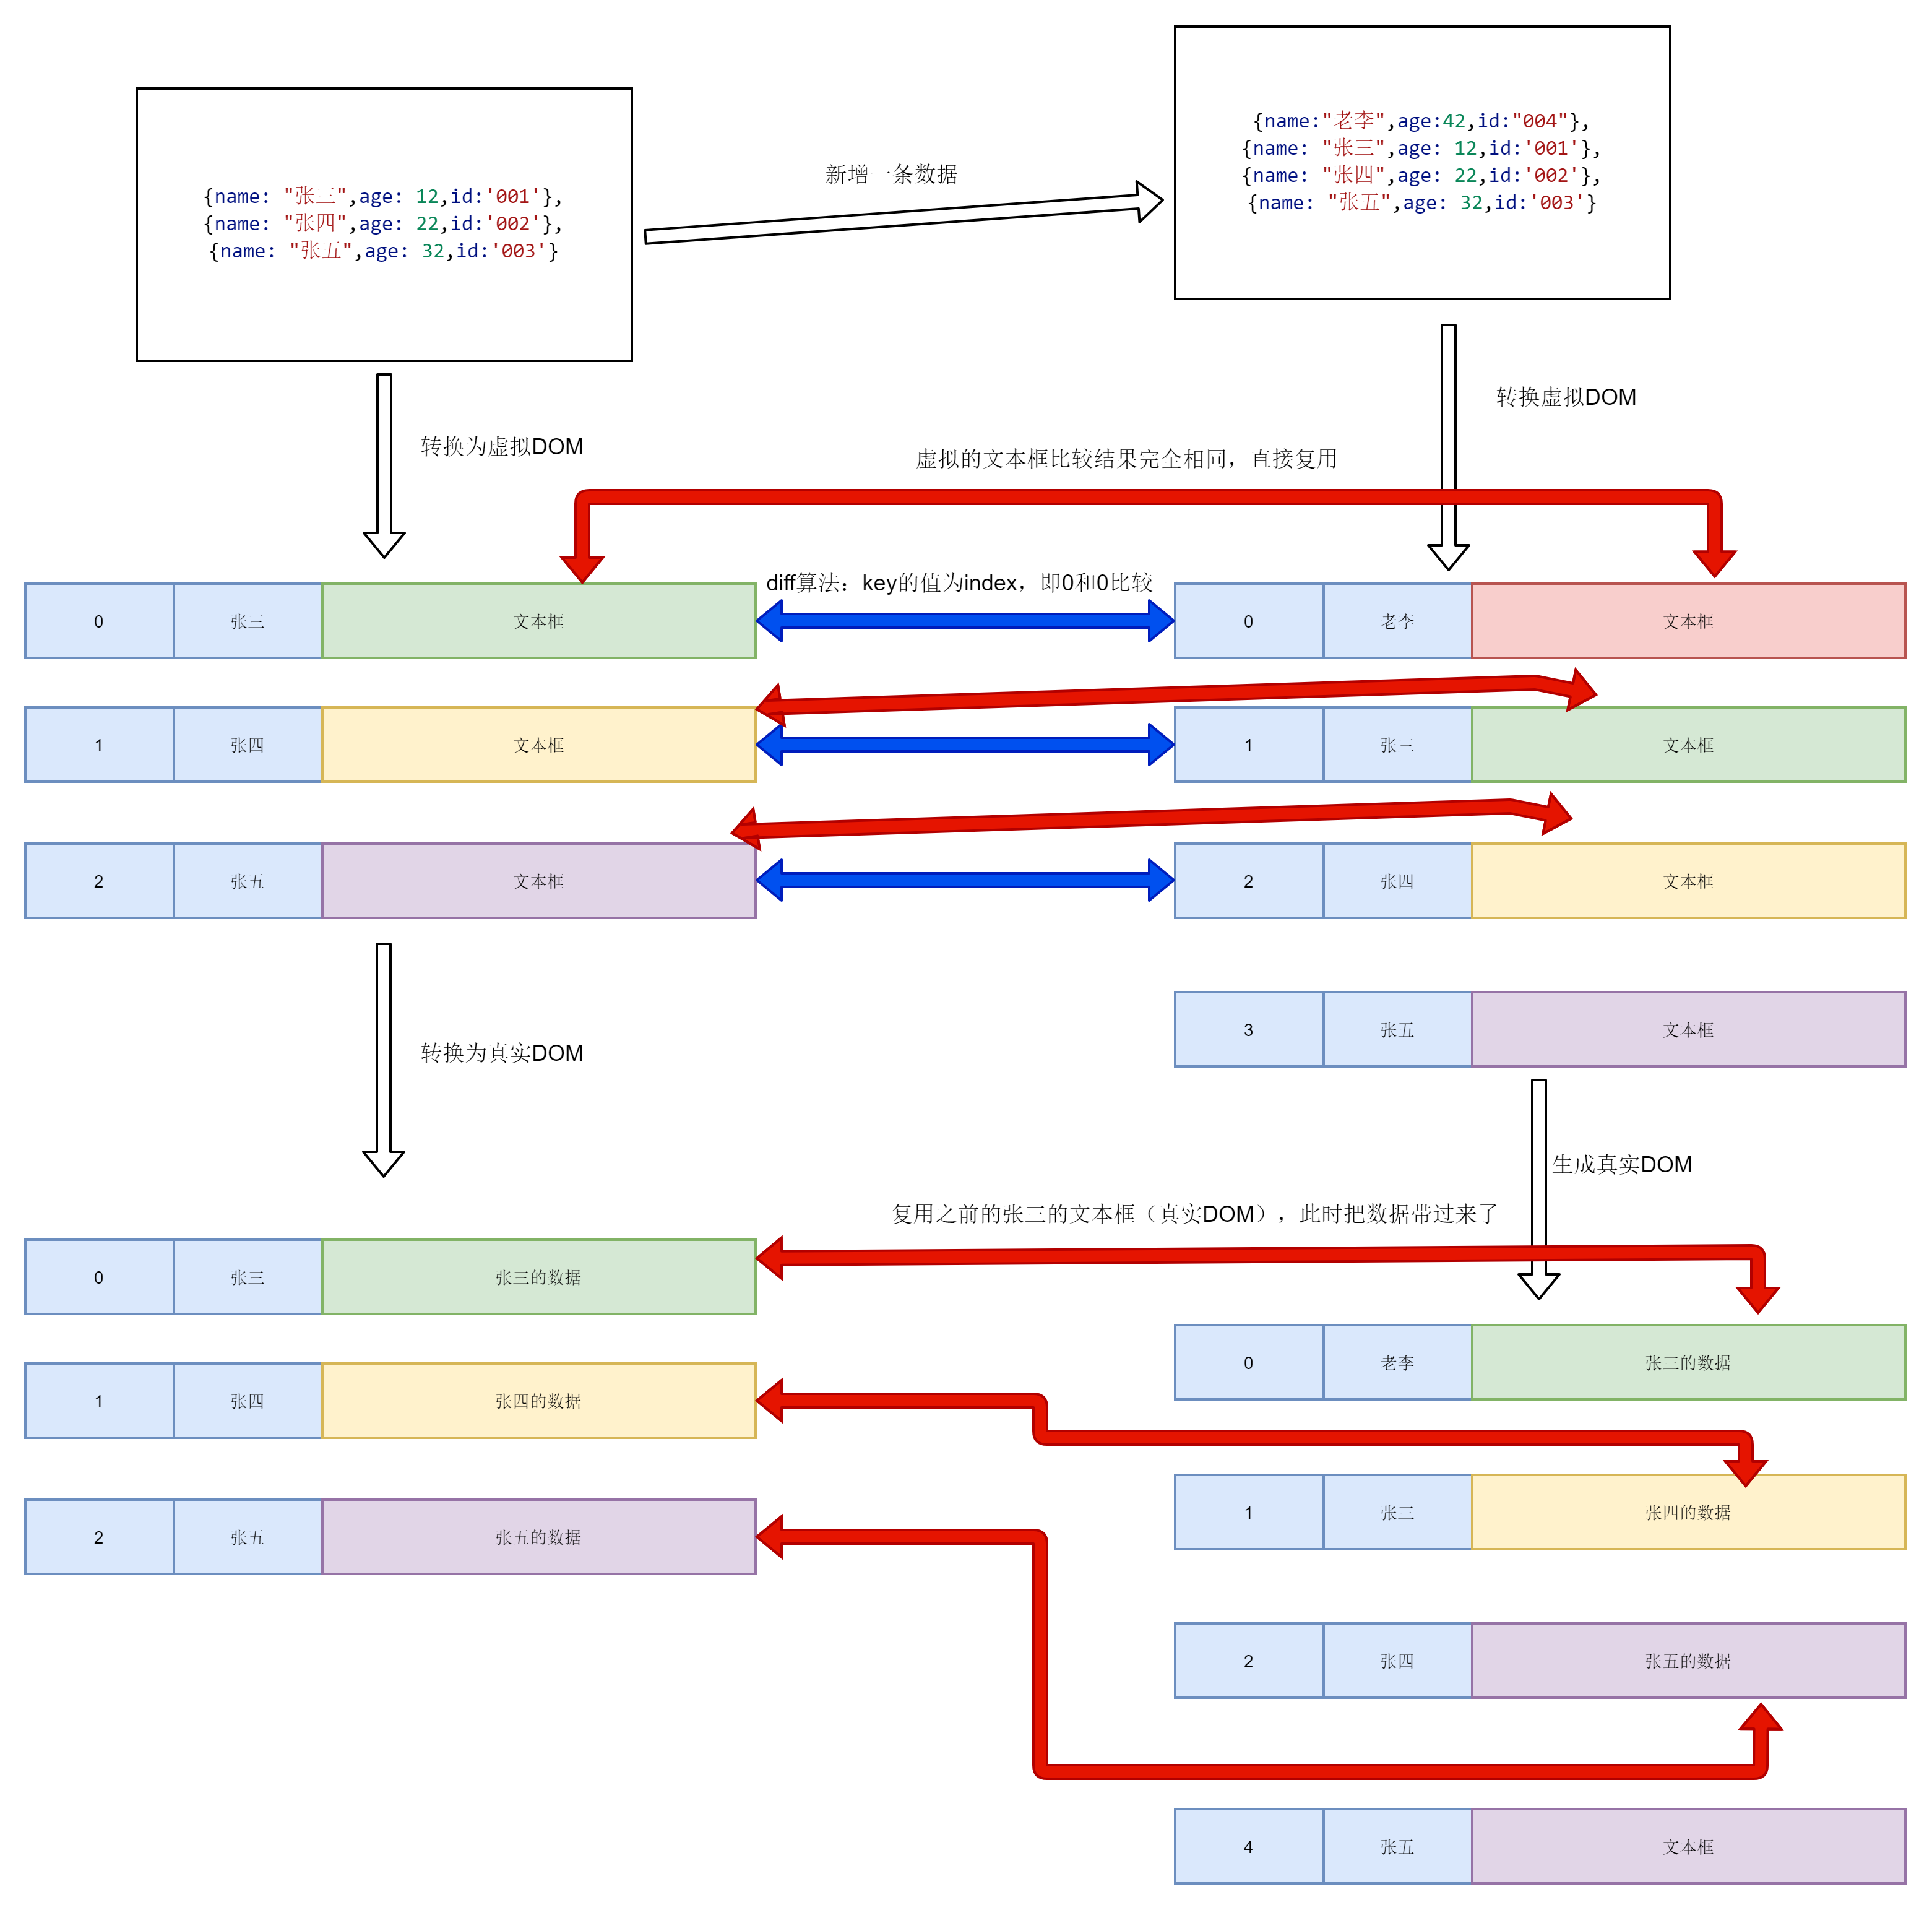 {name: "张三",age: 12,id:'001'},
{name: "张四",age: 22,id:'002'},
{name: "张五",age: 32,id:'003'}
新增一条数据
{name:"老李",age:42,id:"004"},
{name: "张三",age: 12,id:'001'},
{name: "张四",age: 22,id:'002'},
{name: "张五",age: 32,id:'003'}
转换为虚拟DOM
转换虚拟DOM
虚拟的文本框比较结果完全相同，直接复用
diff算法：key的值为index，即0和0比较
0 张三 文本框
0 老李 文本框
1 张四 文本框
1 张三 文本框
2 张五 文本框
2 张四 文本框
3 张五 文本框
转换为真实DOM
生成真实DOM
复用之前的张三的文本框（真实DOM），此时把数据带过来了
0 张三 张三的数据
0 老李 张三的数据
1 张四 张四的数据
1 张三 张四的数据
2 张五 张五的数据
2 张四 张五的数据
4 张五 文本框